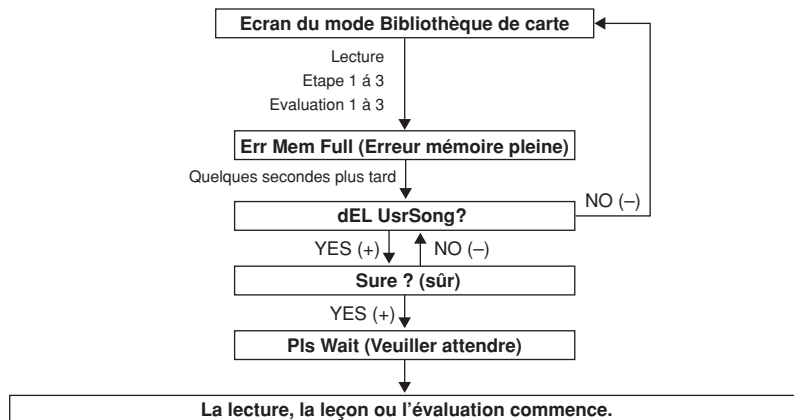 Ecran du mode Bibliothèque de carte
Lecture
Etape 1 á 3
Evaluation 1 à 3
Err Mem Full (Erreur mémoire pleine)
Quelques secondes plus tard
NO (–)
dEL UsrSong?
YES (+)
NO (–)
Sure ? (sûr)
YES (+)
Pls Wait (Veuiller attendre)
La lecture, la leçon ou l'évaluation commence.